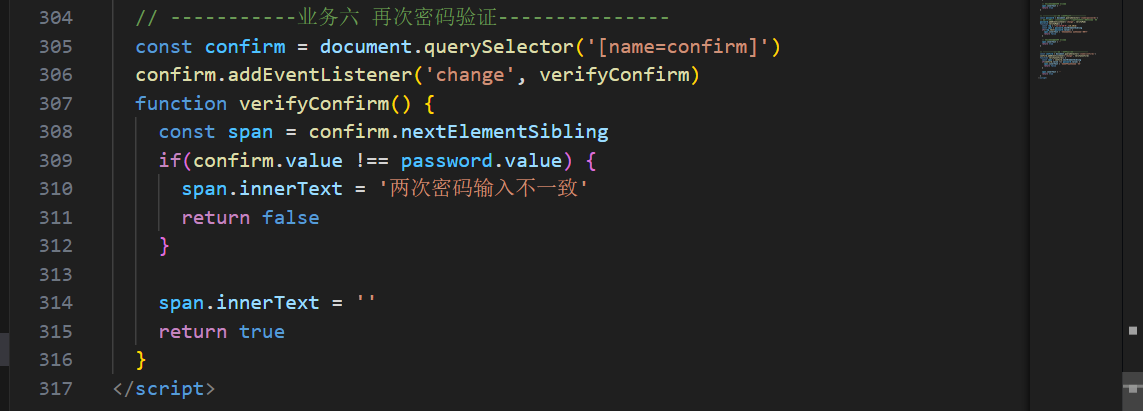 304 // -----------业务六 再次密码验证---------------
305 const confirm = document.querySelector('[name=confirm]')
306 confirm.addEventListener('change', verifyConfirm)
307 function verifyConfirm() {
308 const span = confirm.nextElementSibling
309 if(confirm.value !== password.value) {
310 span.innerText = '两次密码输入不一致'
311 return false
312 }
313
314 span.innerText = ''
315 return true
316 }
317 </script>